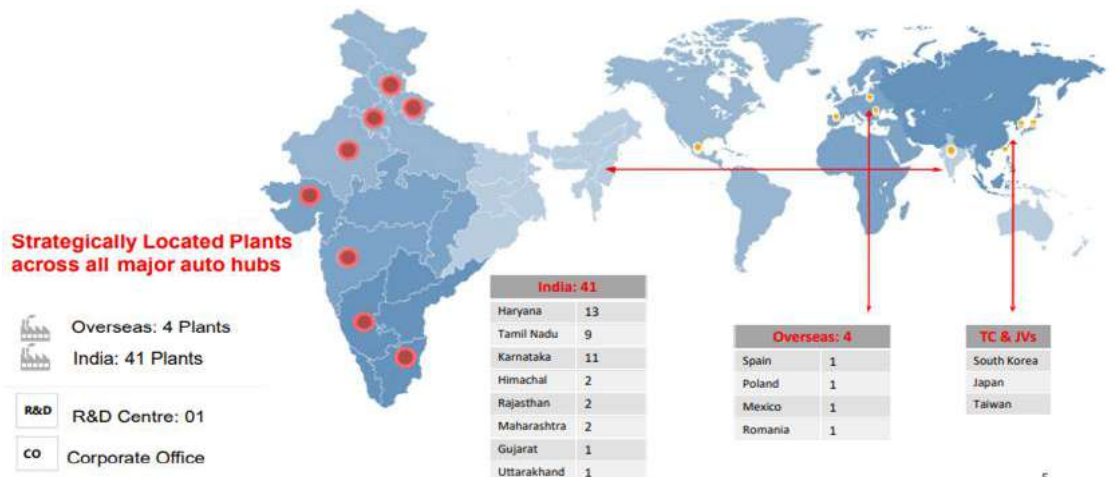 Strategically Located Plants
across all major auto hubs
Overseas: 4 Plants
India: 41 Plants
R&D
R&D Centre: 01
CO
Corporate Office
India: 41
Haryana 13
Tamil Nadu 9
Karnataka 11
Himachal 2
Rajasthan 2
Maharashtra 2
Gujarat 1
Uttarakhand 1
Overseas: 4
Spain 1
Poland 1
Mexico 1
Romania 1
TC & JVs
South Korea
Japan
Taiwan